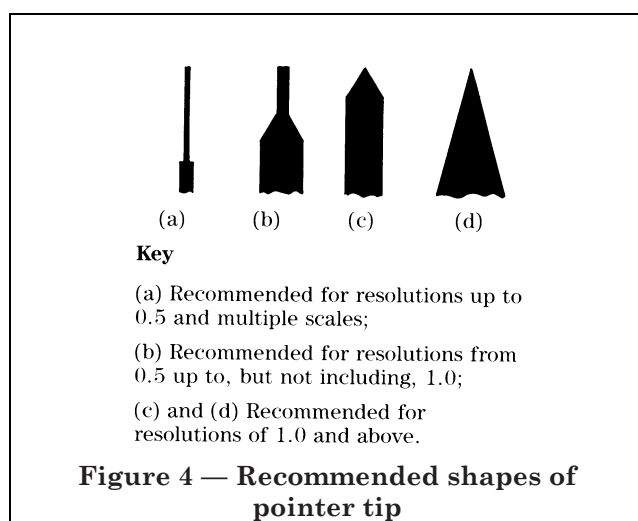 (a) (b) (c) (d)
Key
(a) Recommended for resolutions up to
0.5 and multiple scales;
(b) Recommended for resolutions from
0.5 up to, but not including, 1.0;
(c) and (d) Recommended for
resolutions of 1.0 and above.
Figure 4 — Recommended shapes of
pointer tip